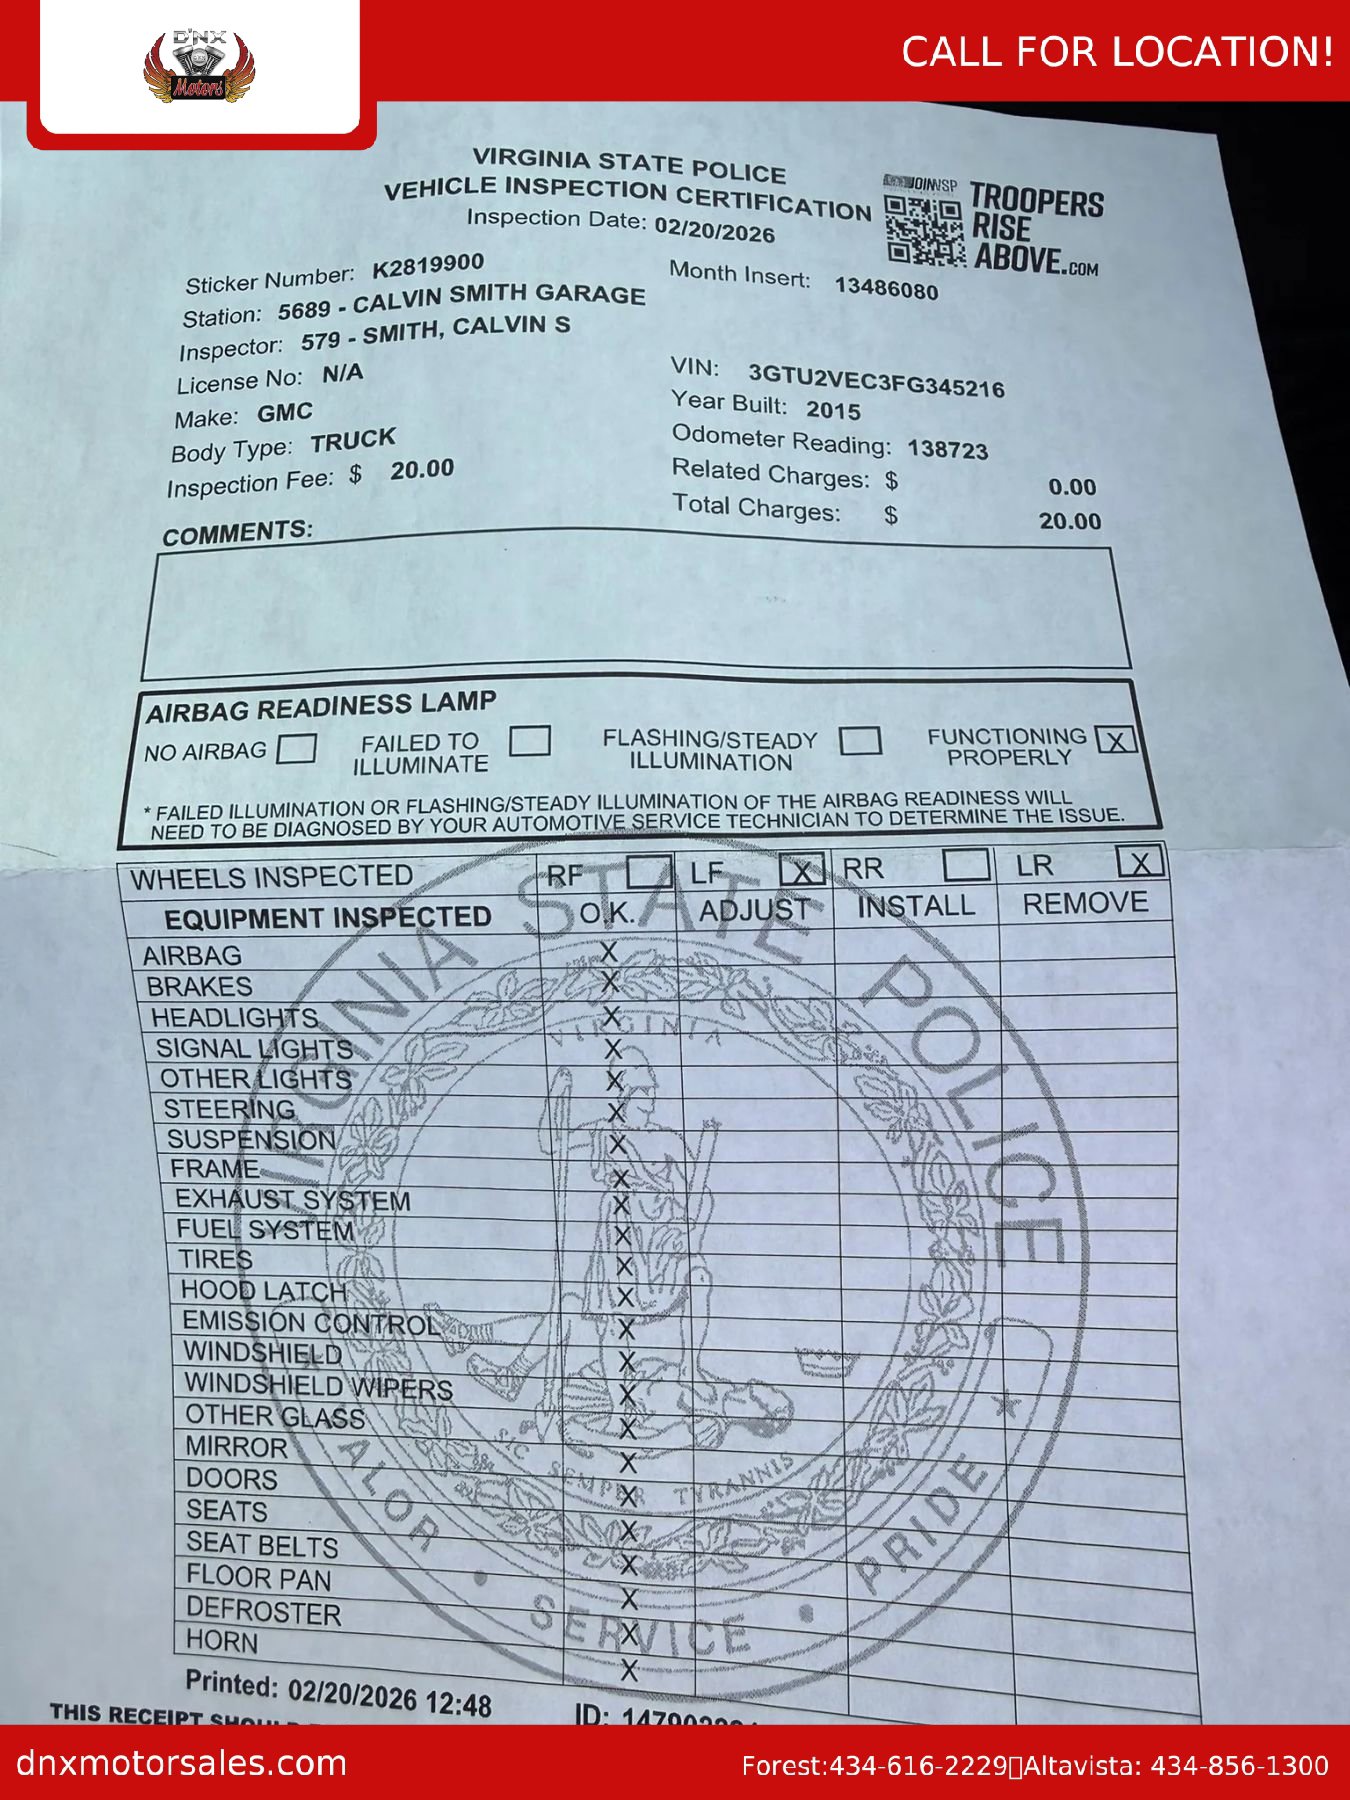 D'NX
Motors
CALL FOR LOCATION!
VIRGINIA STATE POLICE
VEHICLE INSPECTION CERTIFICATION
Inspection Date: 02/20/2026
JOINVSP
TROOPERS
RISE
ABOVE.COM
Sticker Number: K2819900
Month Insert: 13486080
Station: 5689 - CALVIN SMITH GARAGE
Inspector: 579 - SMITH, CALVIN S
License No: N/A
VIN: 3GTU2VEC3FG345216
Make: GMC
Year Built: 2015
Body Type: TRUCK
Odometer Reading: 138723
Inspection Fee: $ 20.00
Related Charges: $ 0.00
Total Charges: $ 20.00
COMMENTS:
AIRBAG READINESS LAMP
NO AIRBAG
FAILED TO
ILLUMINATE
FLASHING/STEADY
ILLUMINATION
FUNCTIONING
PROPERLY
X
* FAILED ILLUMINATION OR FLASHING/STEADY ILLUMINATION OF THE AIRBAG READINESS WILL
NEED TO BE DIAGNOSED BY YOUR AUTOMOTIVE SERVICE TECHNICIAN TO DETERMINE THE ISSUE.
WHEELS INSPECTED RF LF X RR LR X
EQUIPMENT INSPECTED O.K. ADJUST INSTALL REMOVE
AIRBAG X
BRAKES X
HEADLIGHTS X
SIGNAL LIGHTS X
OTHER LIGHTS X
STEERING X
SUSPENSION X
FRAME X
EXHAUST SYSTEM X
FUEL SYSTEM X
TIRES X
HOOD LATCH X
EMISSION CONTROL X
WINDSHIELD X
WINDSHIELD WIPERS X
OTHER GLASS X
MIRROR X
DOORS X
SEATS X
SEAT BELTS X
FLOOR PAN X
DEFROSTER X
HORN X
VIRGINIA STATE POLICE
VIRGINIA
SIC SEMPER TYRANNIS
VALOR • SERVICE • PRIDE
Printed: 02/20/2026 12:48
THIS RECEIPT
ID:
dnxmotorsales.com
Forest:434-616-2229 Altavista: 434-856-1300